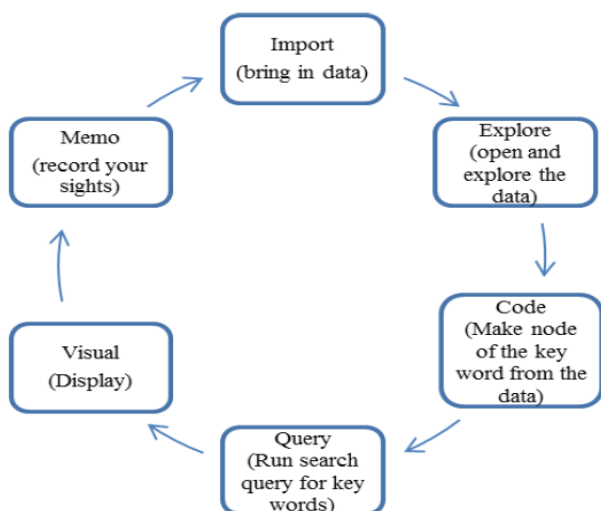 Import
(bring in data)
Explore
(open and
explore the
data)
Code
(Make node
of the key
word from the
data)
Query
(Run search
query for key
words)
Visual
(Display)
Memo
(record your
sights)